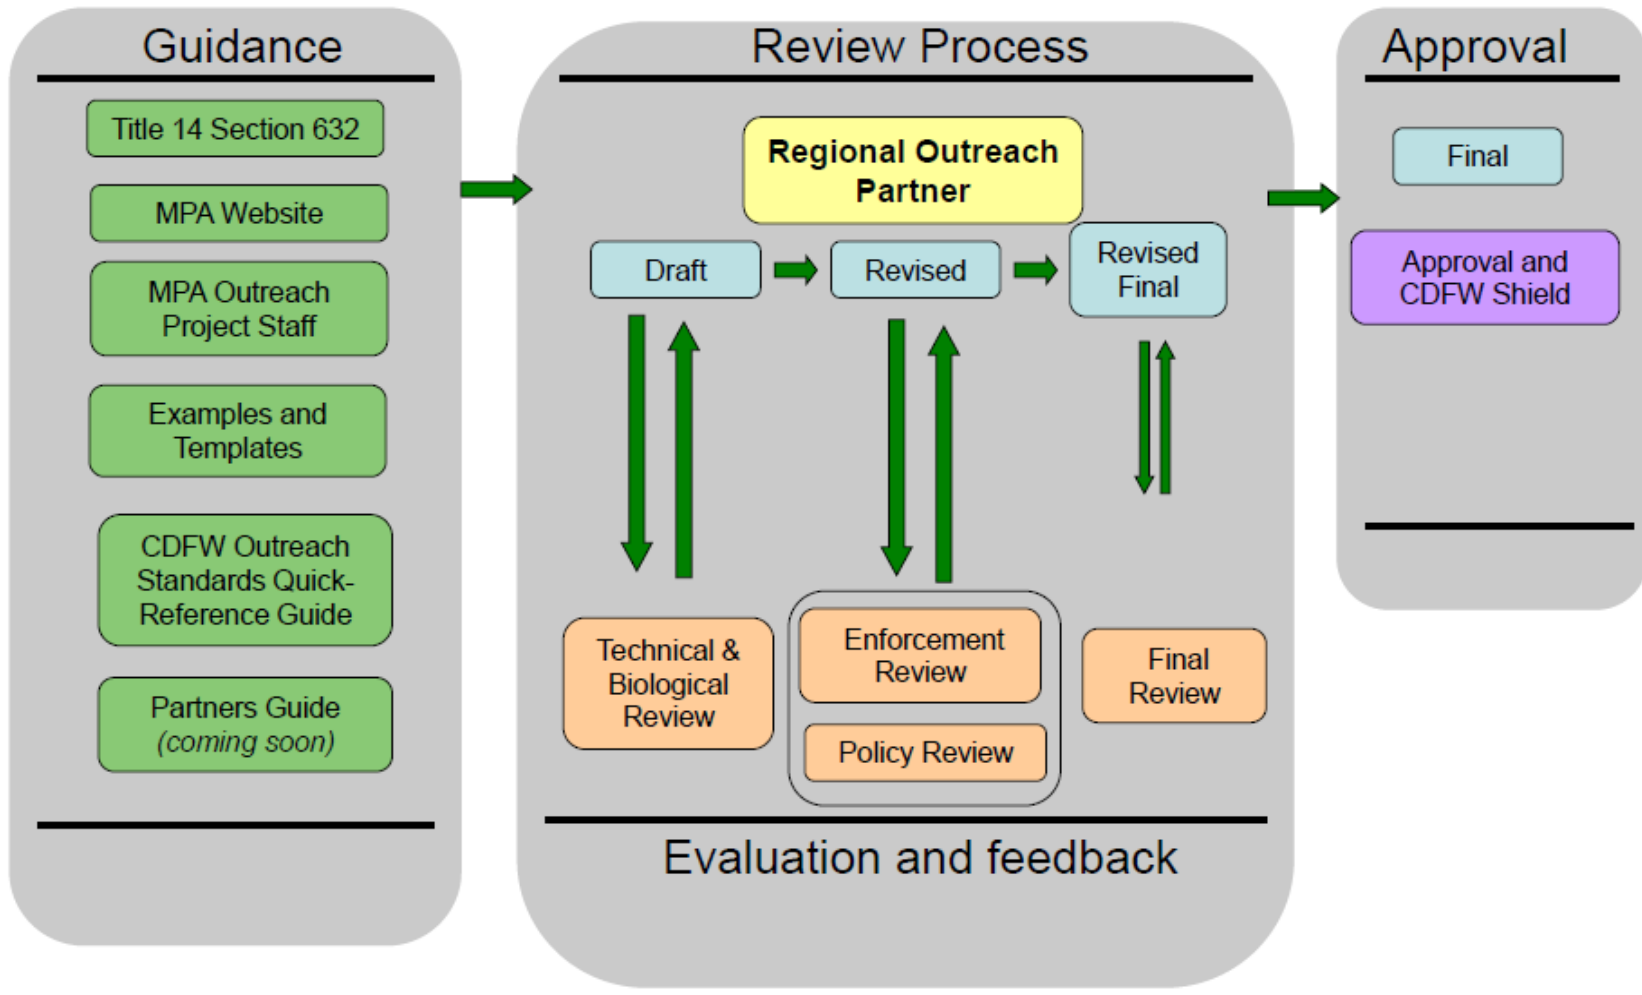 Guidance
Title 14 Section 632
MPA Website
MPA Outreach
Project Staff
Examples and
Templates
CDFW Outreach
Standards Quick-
Reference Guide
Partners Guide
(coming soon)
Review Process
Regional Outreach
Partner
Draft
Revised
Revised
Final
Technical &
Biological
Review
Enforcement
Review
Policy Review
Final
Review
Evaluation and feedback
Approval
Final
Approval and
CDFW Shield